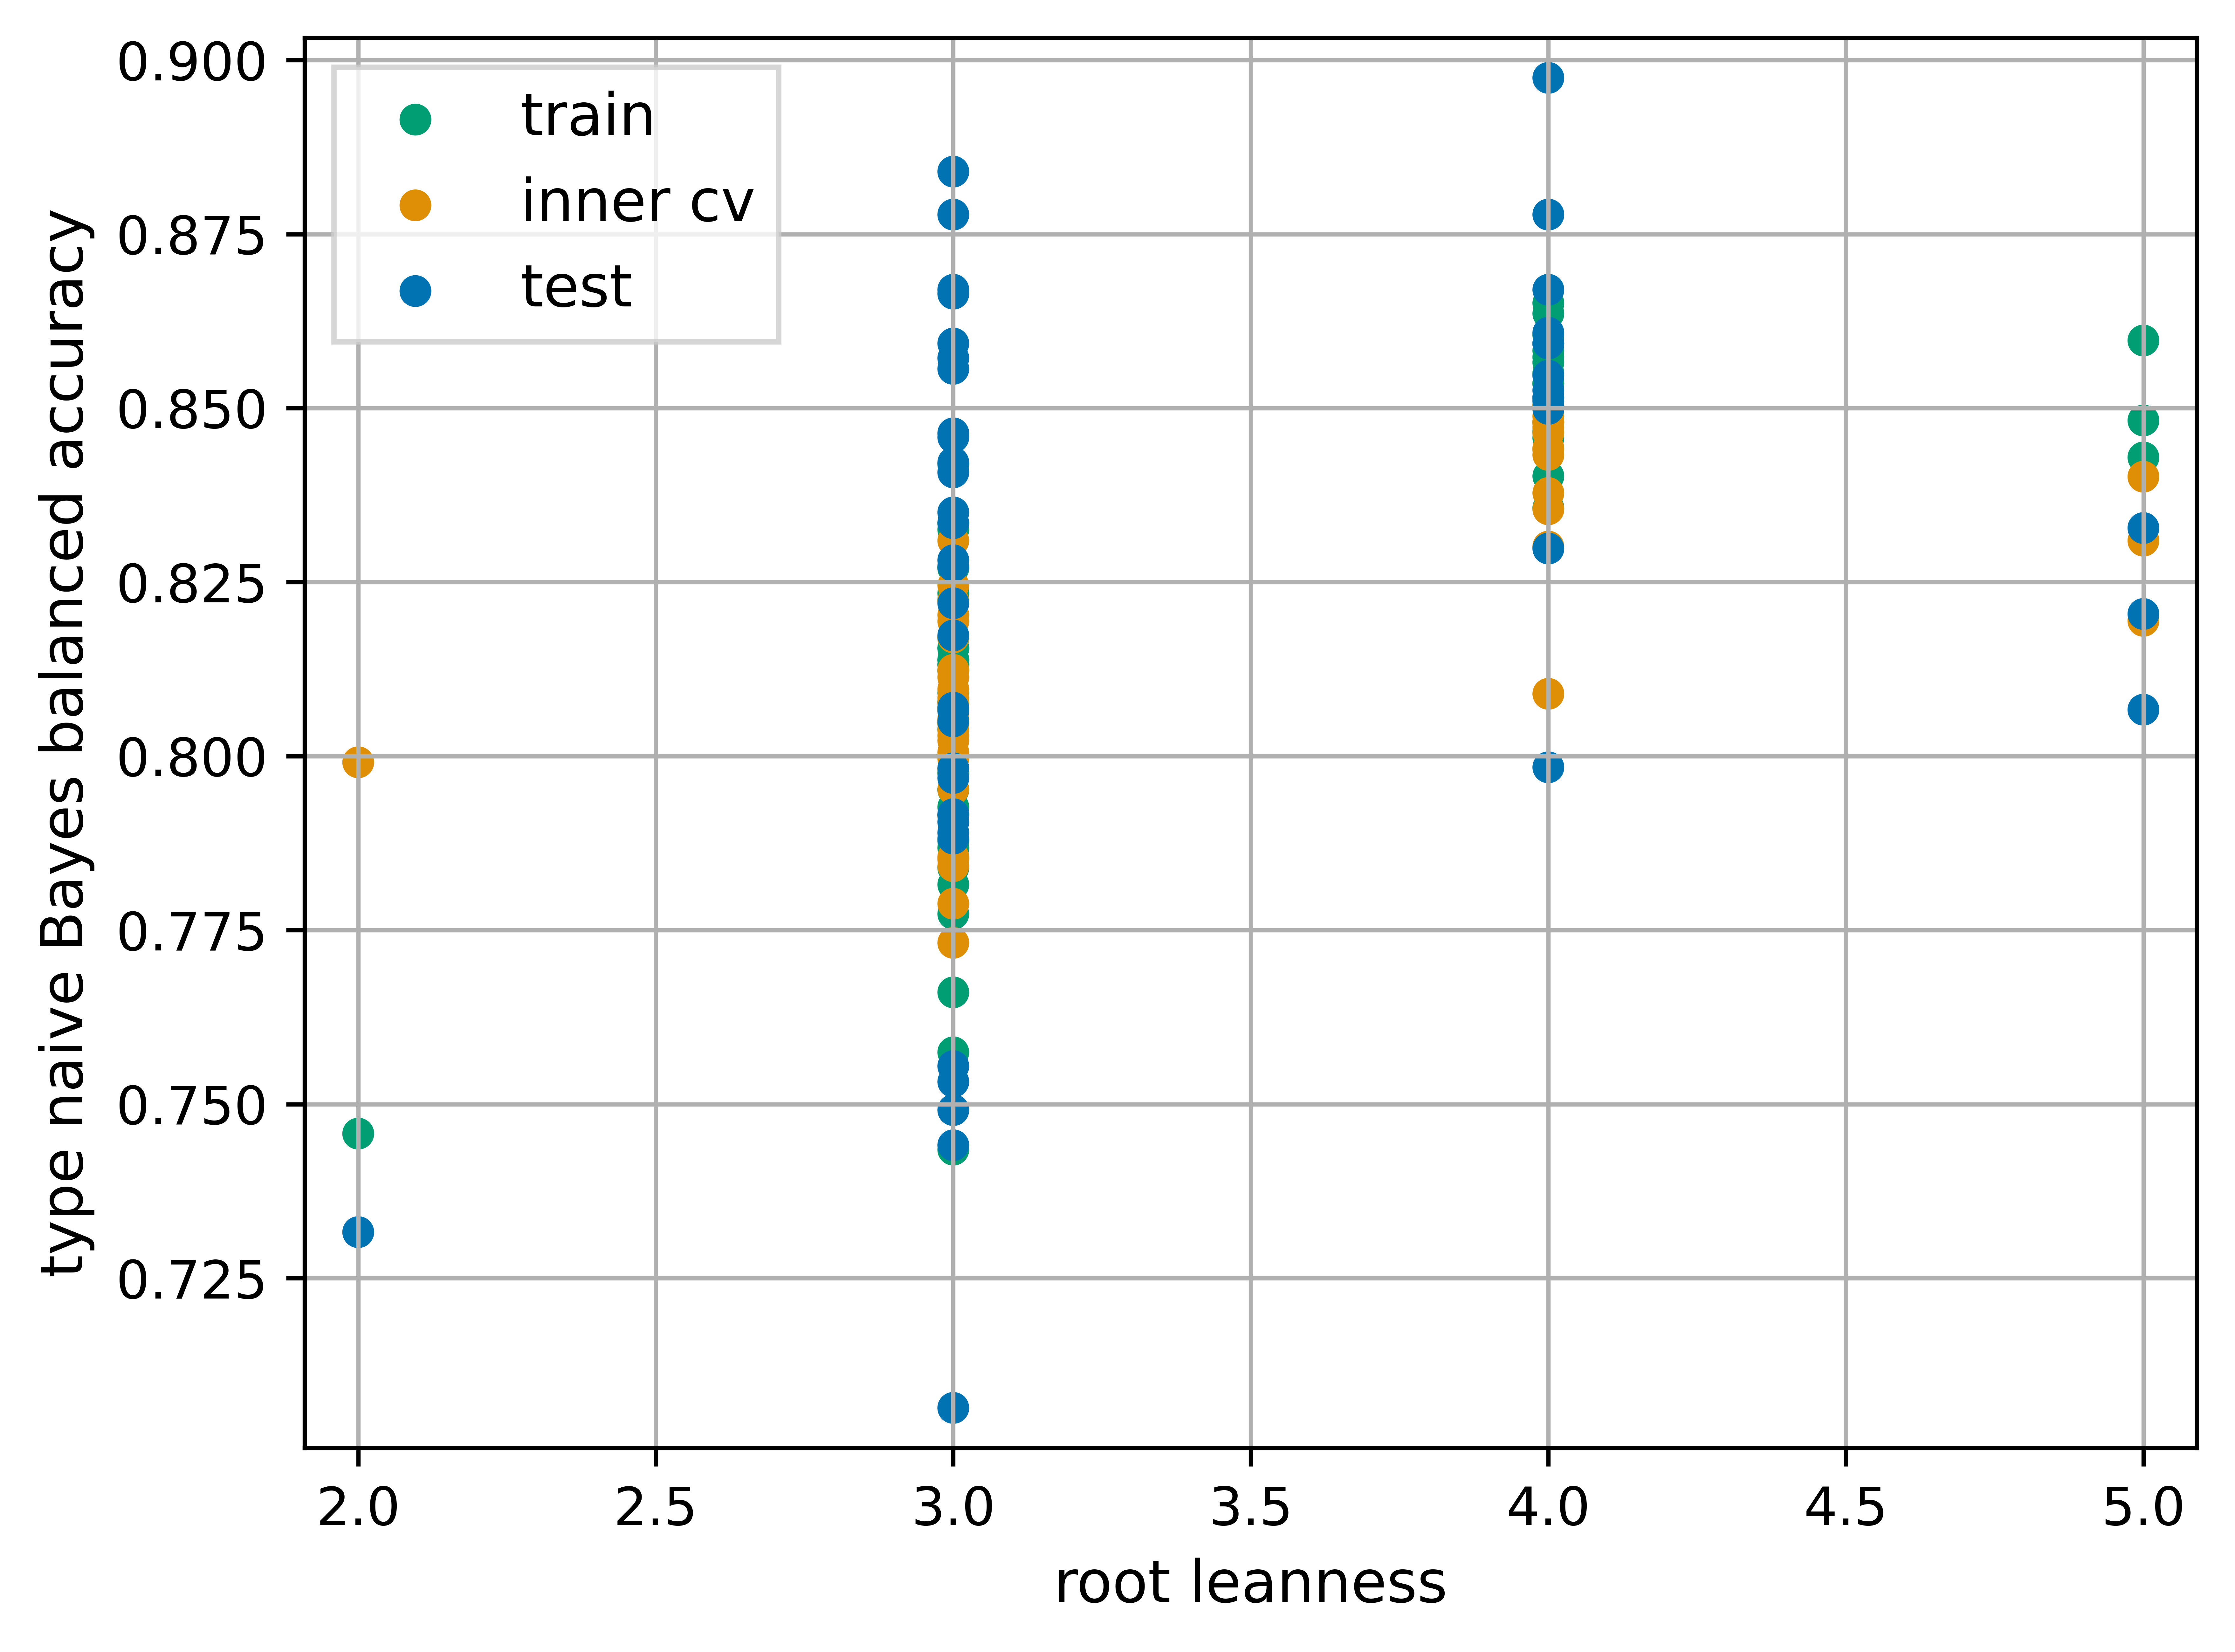 type naive Bayes balanced accuracy
0.900
0.875
0.850
0.825
0.800
0.775
0.750
0.725
train
inner cv
test
2.0 2.5 3.0 3.5 4.0 4.5 5.0
root leanness